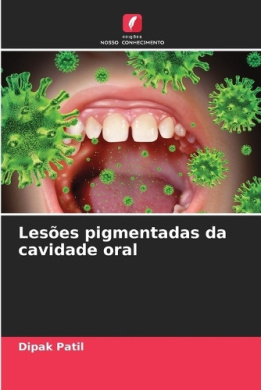 edições
NOSSO CONHECIMENTO
Lesões pigmentadas da
cavidade oral
Dipak Patil